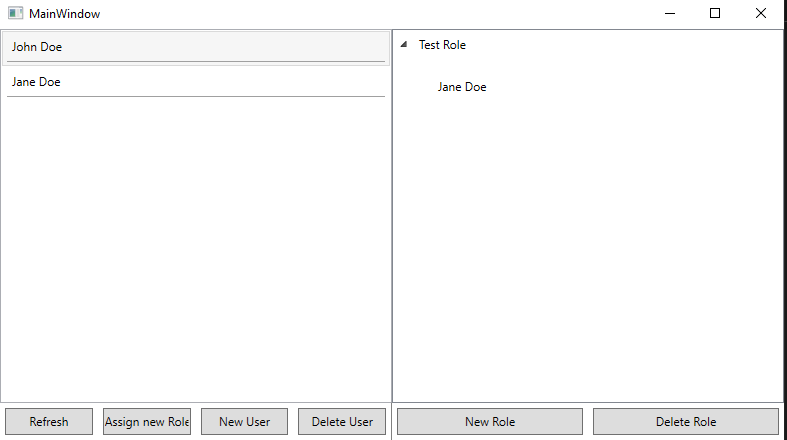 MainWindow
John Doe
Jane Doe
Test Role
Jane Doe
Refresh
Assign new Role
New User
Delete User
New Role
Delete Role